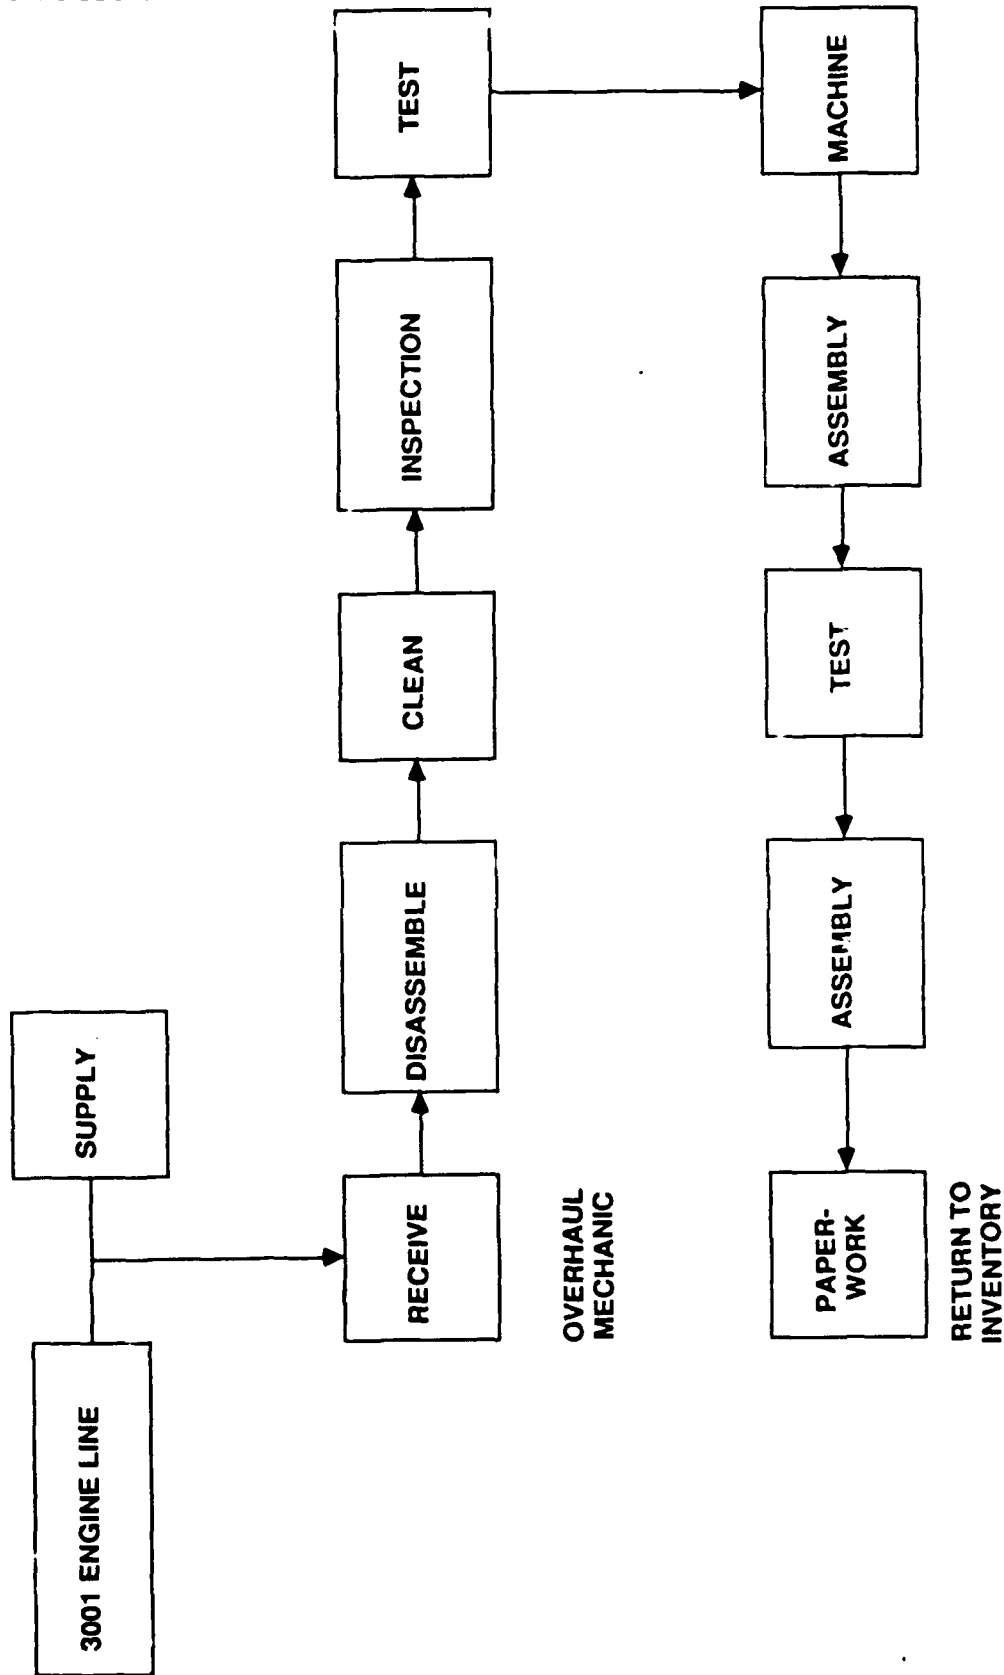 3001 ENGINE LINE
SUPPLY
RECEIVE
DISASSEMBLE
CLEAN
INSPECTION
TEST
OVERHAUL
MECHANIC
MACHINE
ASSEMBLY
TEST
ASSEMBLY
PAPER-
WORK
RETURN TO
INVENTORY